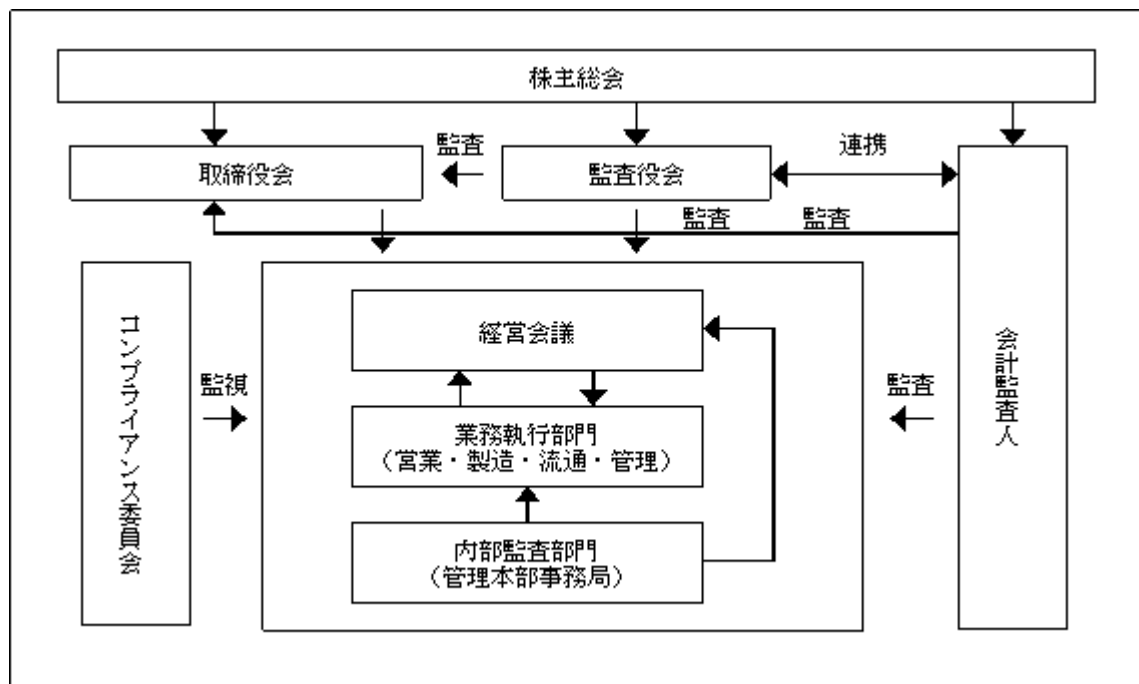 株主総会
監査
連携
取締役会
監査役会
監査
監査
コンプライアンス委員会
経営会議
会計監査人
監視
監査
業務執行部門
（営業・製造・流通・管理）
内部監査部門
（管理本部事務局）